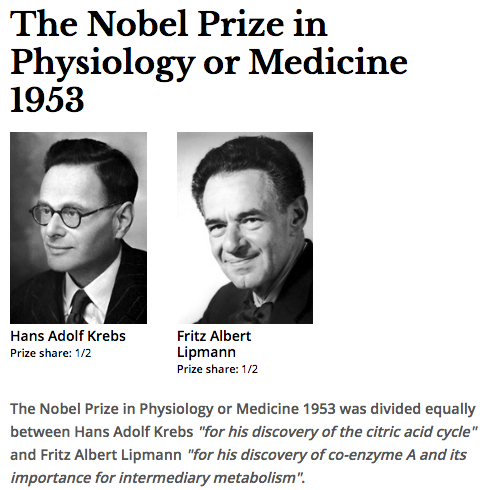 The Nobel Prize in
Physiology or Medicine
1953
Hans Adolf Krebs
Prize share: 1/2
Fritz Albert
Lipmann
Prize share: 1/2
The Nobel Prize in Physiology or Medicine 1953 was divided equally
between Hans Adolf Krebs "for his discovery of the citric acid cycle"
and Fritz Albert Lipmann "for his discovery of co-enzyme A and its
importance for intermediary metabolism".